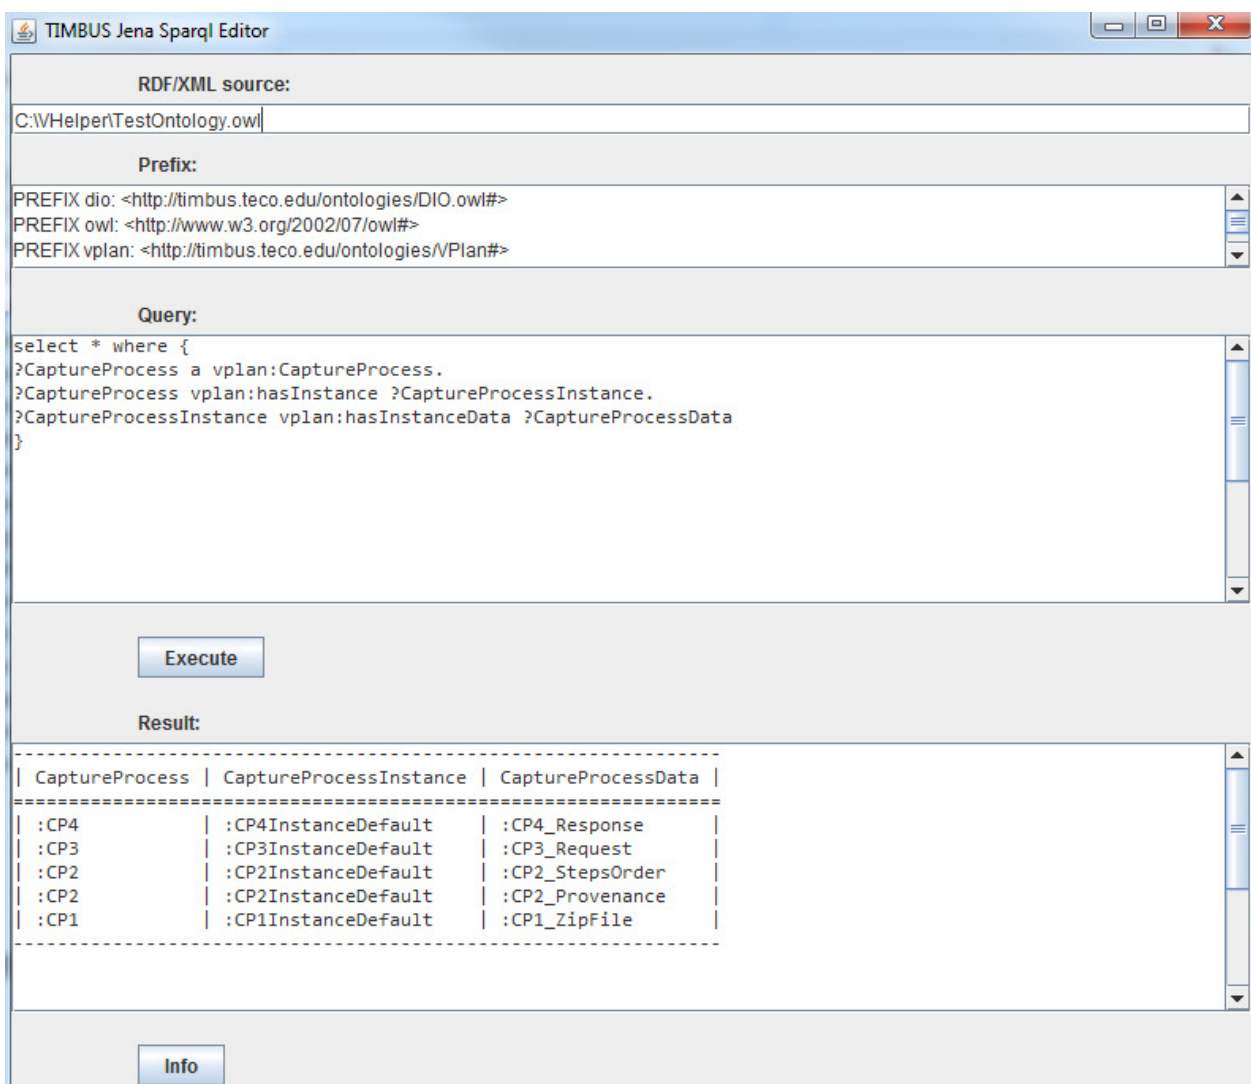 TIMBUS Jena Sparql Editor
RDF/XML source:
C:\VHelper\TestOntology.owl
Prefix:
PREFIX dio: <http://timbus.teco.edu/ontologies/DIO.owl#>
PREFIX owl: <http://www.w3.org/2002/07/owl#>
PREFIX vplan: <http://timbus.teco.edu/ontologies/VPlan#>
Query:
select * where {
?CaptureProcess a vplan:CaptureProcess.
?CaptureProcess vplan:hasInstance ?CaptureProcessInstance.
?CaptureProcessInstance vplan:hasInstanceData ?CaptureProcessData
}
Execute
Result:
----------------------------------------------------------------
| CaptureProcess | CaptureProcessInstance | CaptureProcessData |
================================================================
| :CP4           | :CP4InstanceDefault    | :CP4_Response      |
| :CP3           | :CP3InstanceDefault    | :CP3_Request       |
| :CP2           | :CP2InstanceDefault    | :CP2_StepsOrder    |
| :CP2           | :CP2InstanceDefault    | :CP2_Provenance    |
| :CP1           | :CP1InstanceDefault    | :CP1_ZipFile       |
----------------------------------------------------------------
Info